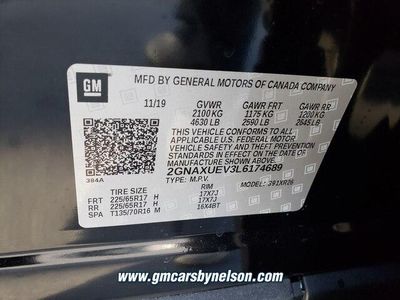 GM
MFD BY GENERAL MOTORS OF CANADA COMPANY
11/19 GVWR GAWR FRT GAWR RR
2100 KG 1175 KG 1200 KG
4630 LB 2590 LB 2645 LB
THIS VEHICLE CONFORMS TO ALL APPLICABLE
U.S. FEDERAL MOTOR VEHICLE SAFETY, BUMPER,
AND THEFT PREVENTION STANDARDS
IN EFFECT ON THE DATE OF
MANUFACTURE SHOWN ABOVE.
2GNAXUEV3L6174689
384A TYPE: M.P.V. MODEL:
TIRE SIZE RIM
FRT 225/65R17 H 17X7J
RR 225/65R17 H 17X7J
SPA T135/70R16 M 16X4BT
www.gmcarsbynelson.com